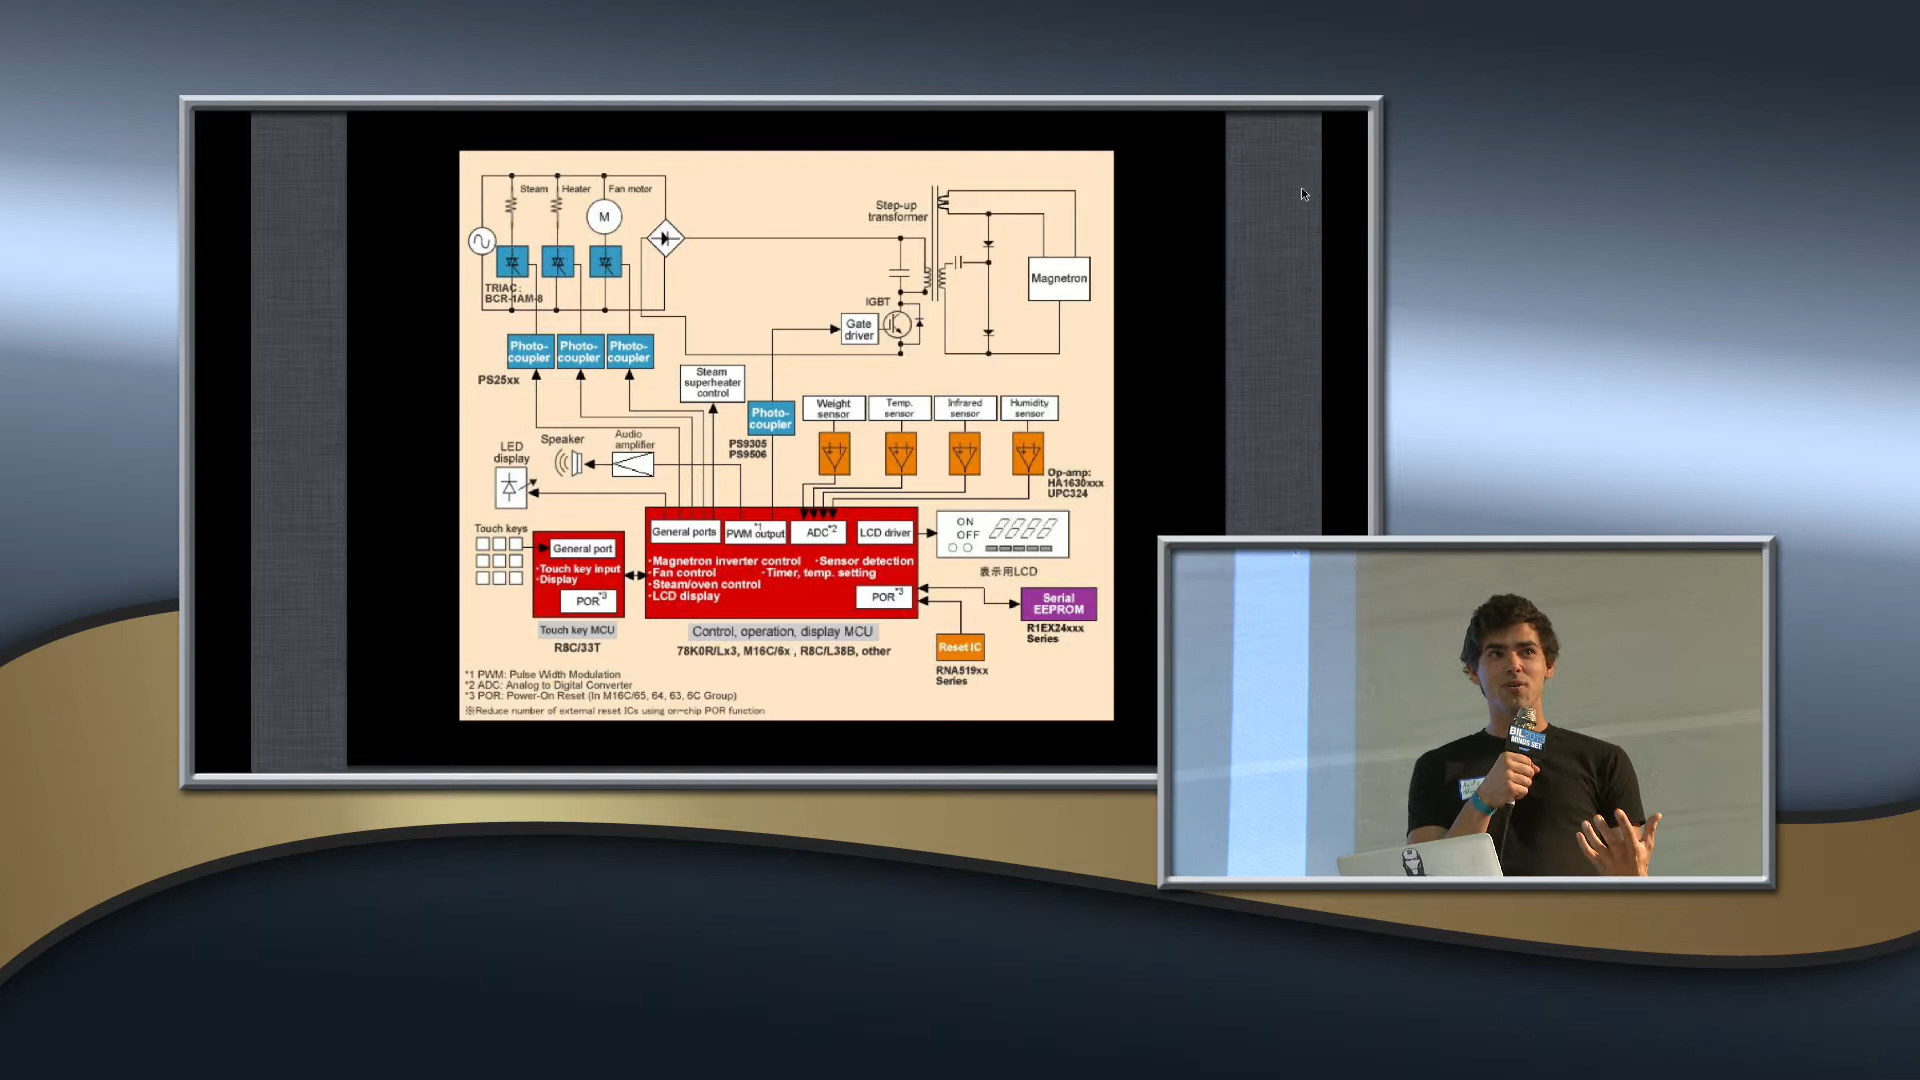 Steam Heater Fan motor
M
Step-up
transformer
Magnetron
TRIAC:
BCR-1AM-8
IGBT
Gate
driver
Photo-
coupler
Photo-
coupler
Photo-
coupler
PS25xx
Steam
superheater
control
Photo-
coupler
PS9305
PS9506
Weight
sensor
Temp.
sensor
Infrared
sensor
Humidity
sensor
Op-amp:
HA1630xxx
UPC324
LED
display
Speaker
Audio
amplifier
Touch keys
General port
・Touch key input
・Display
POR*3
Touch key MCU
R8C/33T
General ports
PWM output*1
ADC*2
LCD driver
・Magnetron inverter control ・Sensor detection
・Fan control ・Timer, temp. setting
・Steam/oven control
・LCD display
POR*3
Control, operation, display MCU
78K0R/Lx3, M16C/6x , R8C/L38B, other
ON
OFF
8888
表示用LCD
Serial
EEPROM
R1EX24xxx
Series
Reset IC
RNA519xx
Series
*1 PWM: Pulse Width Modulation
*2 ADC: Analog to Digital Converter
*3 POR: Power-On Reset (In M16C/65, 64, 63, 6C Group)
※Reduce number of external reset ICs using on-chip POR function
BIL2013
MINDS SET